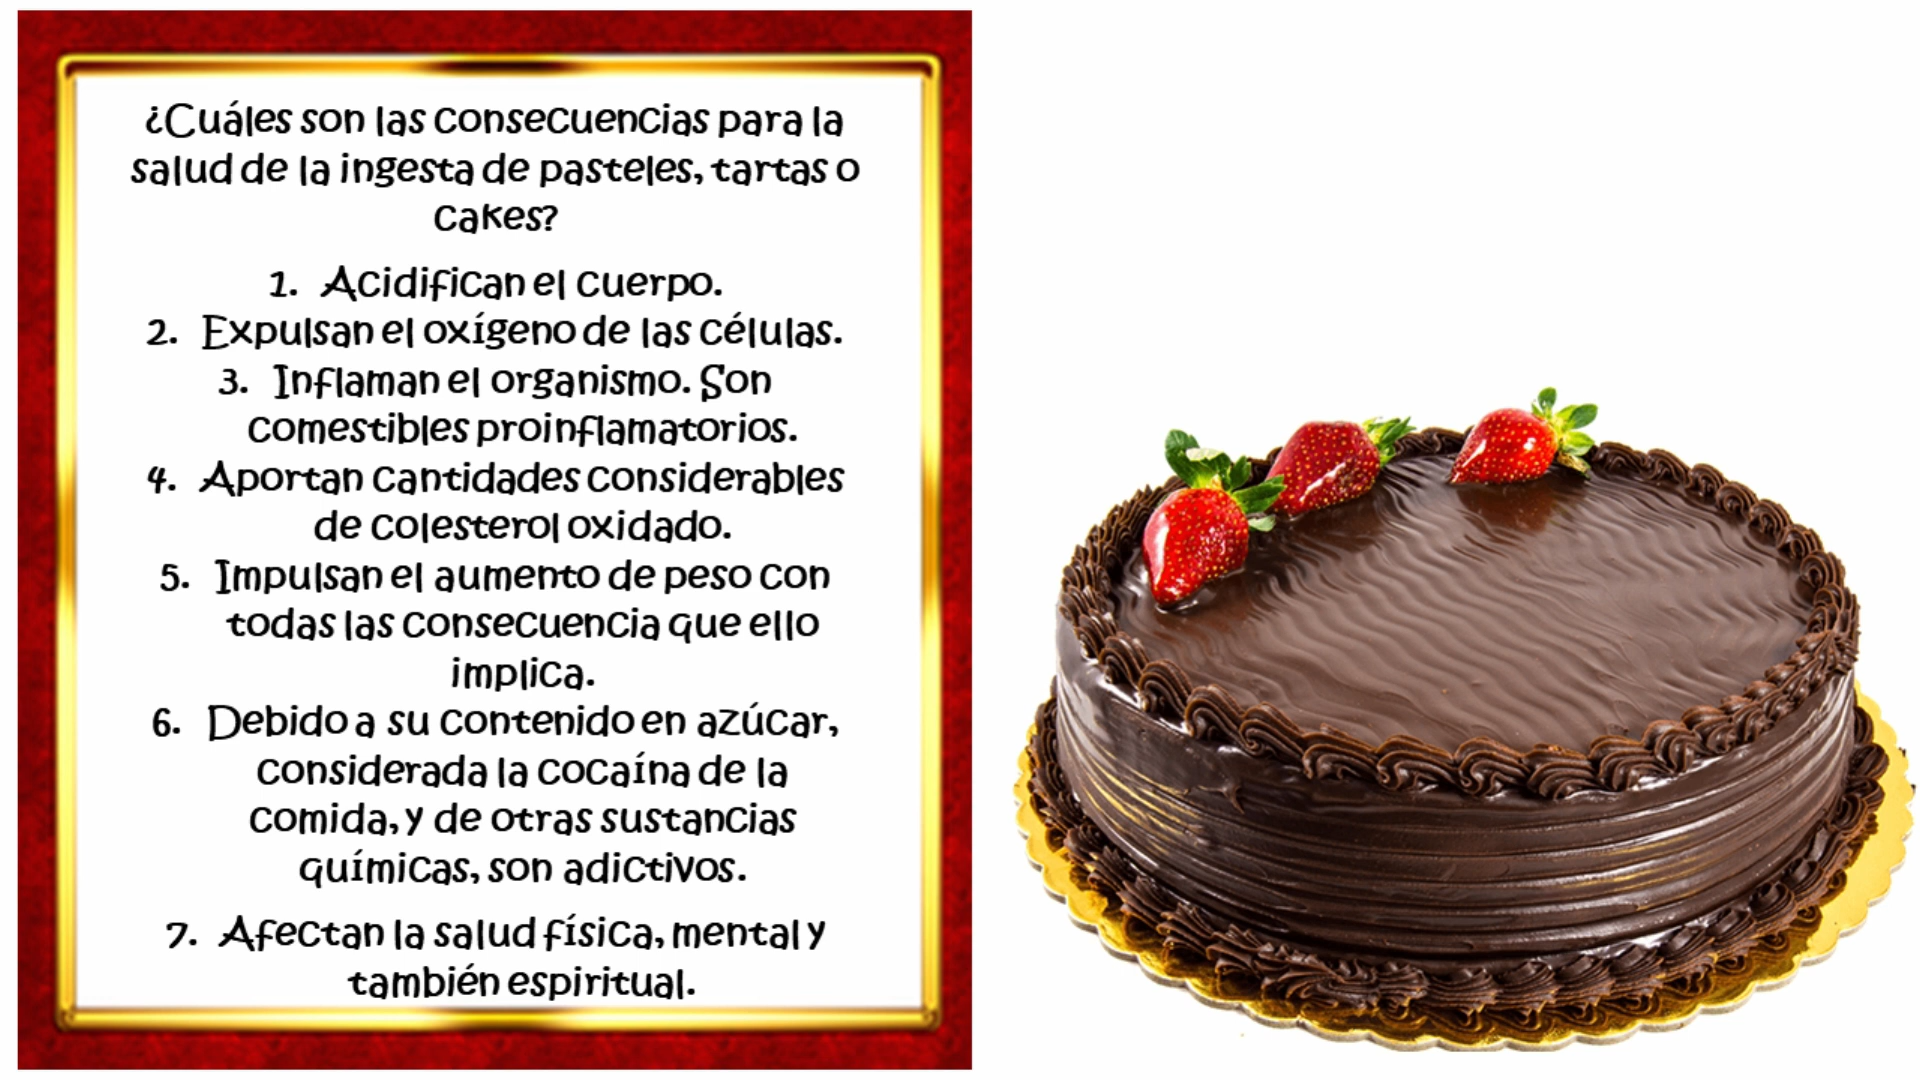 ¿Cuáles son las consecuencias para la
salud de la ingesta de pasteles, tartas o
cakes?
1. Acidifican el cuerpo.
2. Expulsan el oxígeno de las células.
3. Inflaman el organismo. Son
comestibles proinflamatorios.
4. Aportan cantidades considerables
de colesterol oxidado.
5. Impulsan el aumento de peso con
todas las consecuencia que ello
implica.
6. Debido a su contenido en azúcar,
considerada la cocaína de la
comida, y de otras sustancias
químicas, son adictivos.
7. Afectan la salud física, mental y
también espiritual.